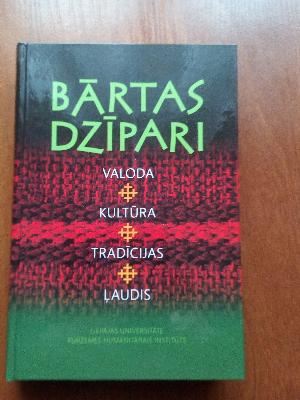 BĀRTAS
DZĪPARI
VALODA
KULTŪRA
TRADĪCIJAS
ĻAUDIS
LIEPĀJAS UNIVERSITĀTE
KURZEMES HUMANITĀRAIS INSTITŪTS